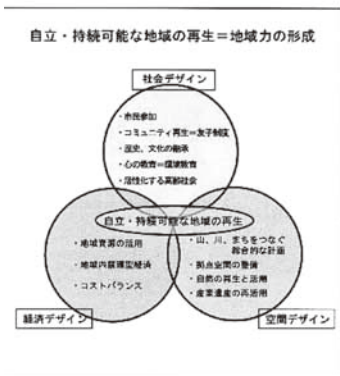 自立・持続可能な地域の再生＝地域力の形成
社会デザイン
・市民参加
・コミュニティ再生＝友子制度
・歴史、文化の継承
・心の教育＝環境教育
・活性化する高齢社会
自立・持続可能な地域の再生
・地域資源の活用
・地域内循環型経済
・コストバランス
・山、川、まちをつなぐ
総合的な計画
・拠点空間の整備
・自然の再生と活用
・産業遺産の再活用
経済デザイン
空間デザイン